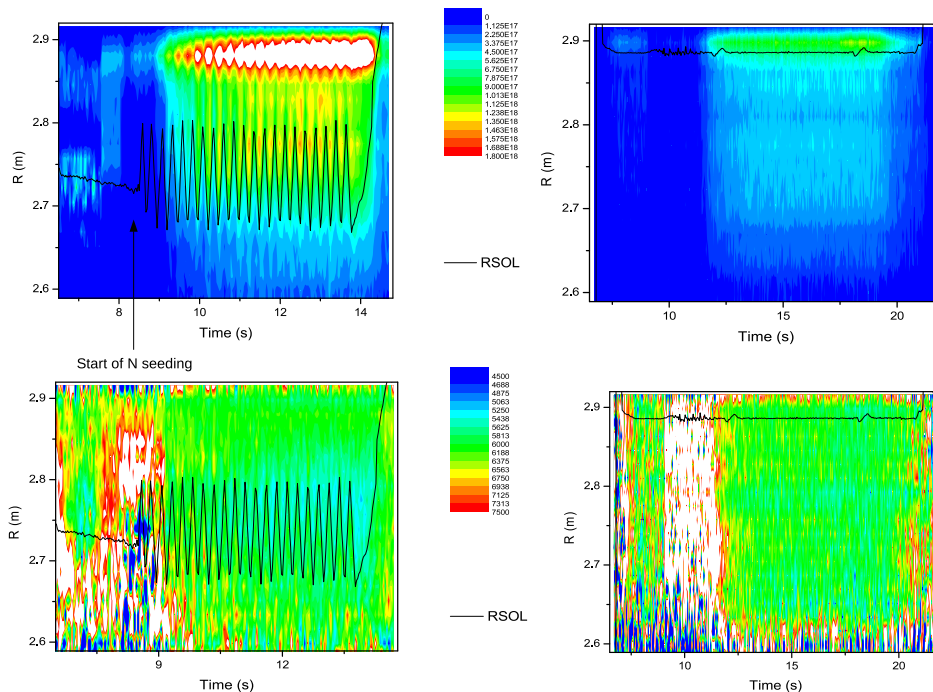 2.9
2.8
2.7
2.6
R (m)
8
10
12
14
Time (s)
Start of N seeding
0
1.125E17
2.250E17
3.375E17
4.500E17
5.625E17
6.750E17
7.875E17
9.000E17
1.013E18
1.125E18
1.238E18
1.350E18
1.463E18
1.575E18
1.688E18
1.800E18
RSOL
2.9
2.8
2.7
2.6
R (m)
10
15
20
Time (s)
2.9
2.8
2.7
2.6
R (m)
9
12
Time (s)
4500
4688
4875
5063
5250
5438
5625
5813
6000
6188
6375
6563
6750
6938
7125
7313
7500
RSOL
2.9
2.8
2.7
2.6
R (m)
10
15
20
Time (s)